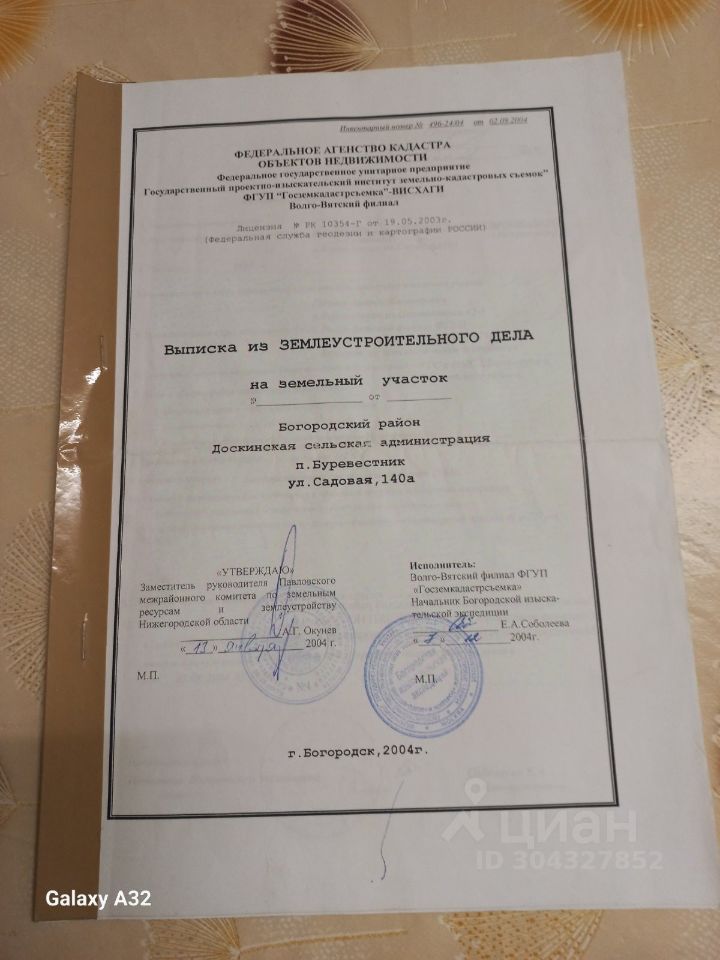 Инвентарный номер № 496-24/04 от 02.09.2004
ФЕДЕРАЛЬНОЕ АГЕНСТВО КАДАСТРА
ОБЪЕКТОВ НЕДВИЖИМОСТИ
Федеральное государственное унитарное предприятие
Государственный проектно-изыскательский институт земельно-кадастровых съемок"
ФГУП "Госземкадастрсъемка"-ВИСХАГИ
Волго-Вятский филиал
Лицензия № РК 10354-Г от 19.05.2003г.
(Федеральная служба геодезии и картографии РОССИИ)
Выписка из ЗЕМЛЕУСТРОИТЕЛЬНОГО ДЕЛА
на земельный участок
№ от
Богородский район
Доскинская сельская администрация
п.Буревестник
ул.Садовая,140а
«УТВЕРЖДАЮ»
Заместитель руководителя Павловского
межрайонного комитета по земельным
ресурсам и землеустройству
Нижегородской области
А.Г. Окунев
« 13 » 2004 г.
М.П.
Исполнитель:
Волго-Вятский филиал ФГУП
«Госземкадастрсъемка»
Начальник Богородской изыска-
тельской экспедиции
Е.А.Соболева
« » 2004г.
М.П.
г.Богородск,2004г.
циан
ID 304327852
Galaxy A32